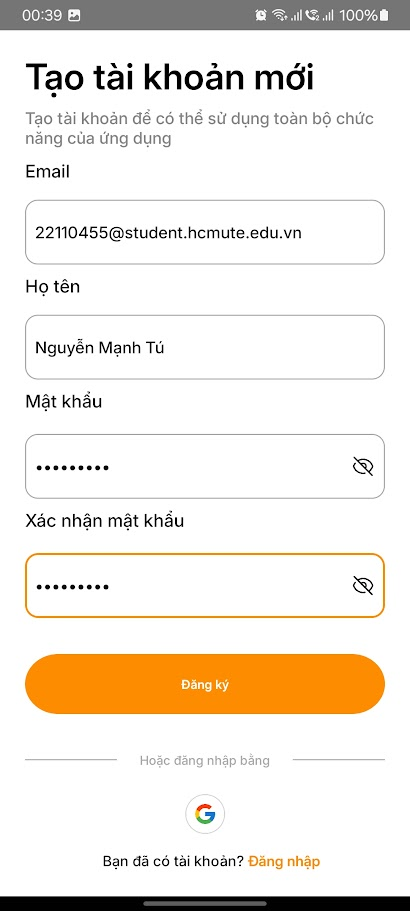 00:39 100%
Tạo tài khoản mới
Tạo tài khoản để có thể sử dụng toàn bộ chức
năng của ứng dụng
Email
22110455@student.hcmute.edu.vn
Họ tên
Nguyễn Mạnh Tú
Mật khẩu
•••••••••
Xác nhận mật khẩu
•••••••••
Đăng ký
Hoặc đăng nhập bằng
Bạn đã có tài khoản? Đăng nhập